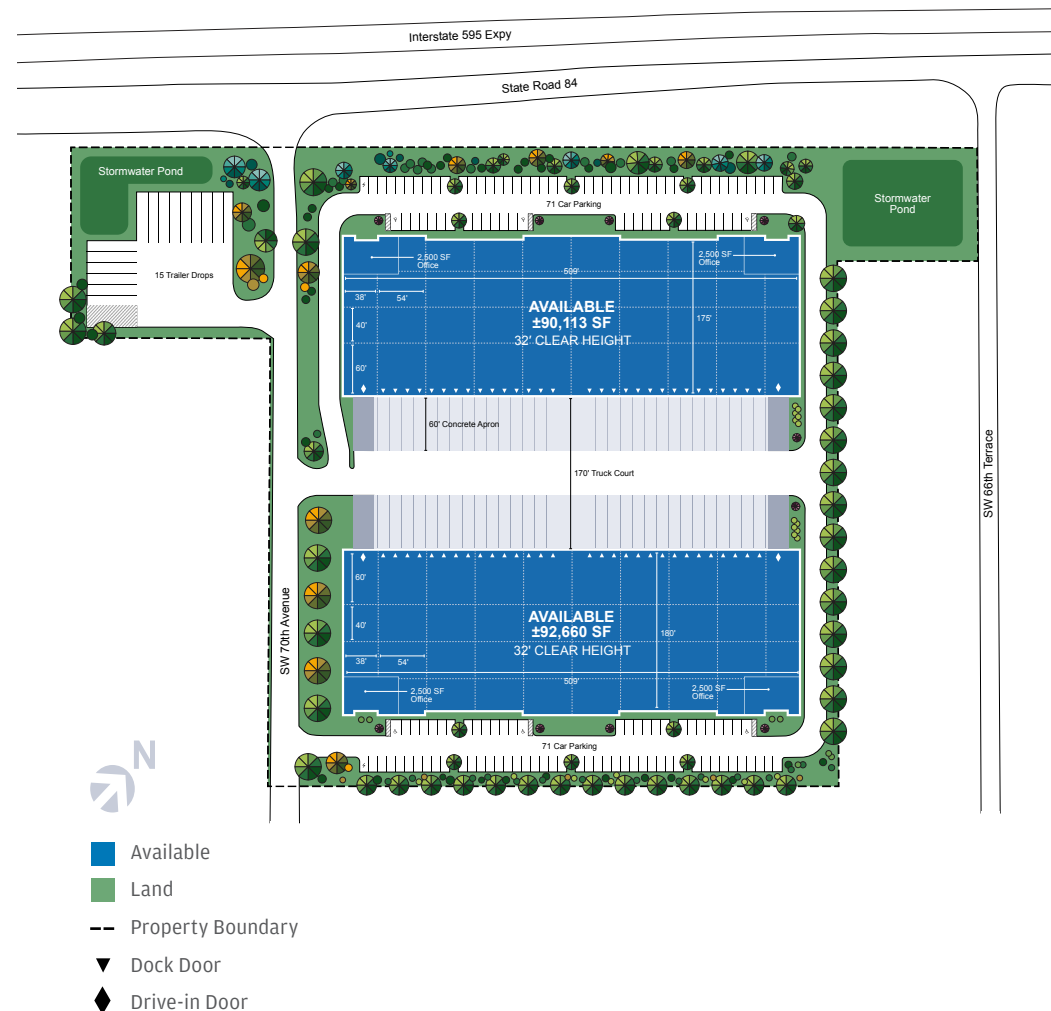 Interstate 595 Expy
State Road 84
Stormwater Pond
Stormwater
Pond
71 Car Parking
15 Trailer Drops
2,500 SF
Office
2,500 SF
Office
509'
38'
54'
AVAILABLE
±90,113 SF
32' CLEAR HEIGHT
175'
40'
60'
60' Concrete Apron
170' Truck Court
SW 66th Terrace
SW 70th Avenue
60'
40'
AVAILABLE
±92,660 SF
32' CLEAR HEIGHT
180'
38'
54'
509'
2,500 SF
Office
2,500 SF
Office
71 Car Parking
N
Available
Land
Property Boundary
Dock Door
Drive-in Door